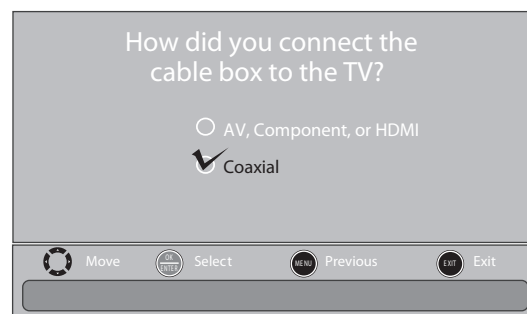 How did you connect the
cable box to the TV?
AV, Component, or HDMI
Coaxial
Move OK ENTER Select MENU Previous EXIT Exit